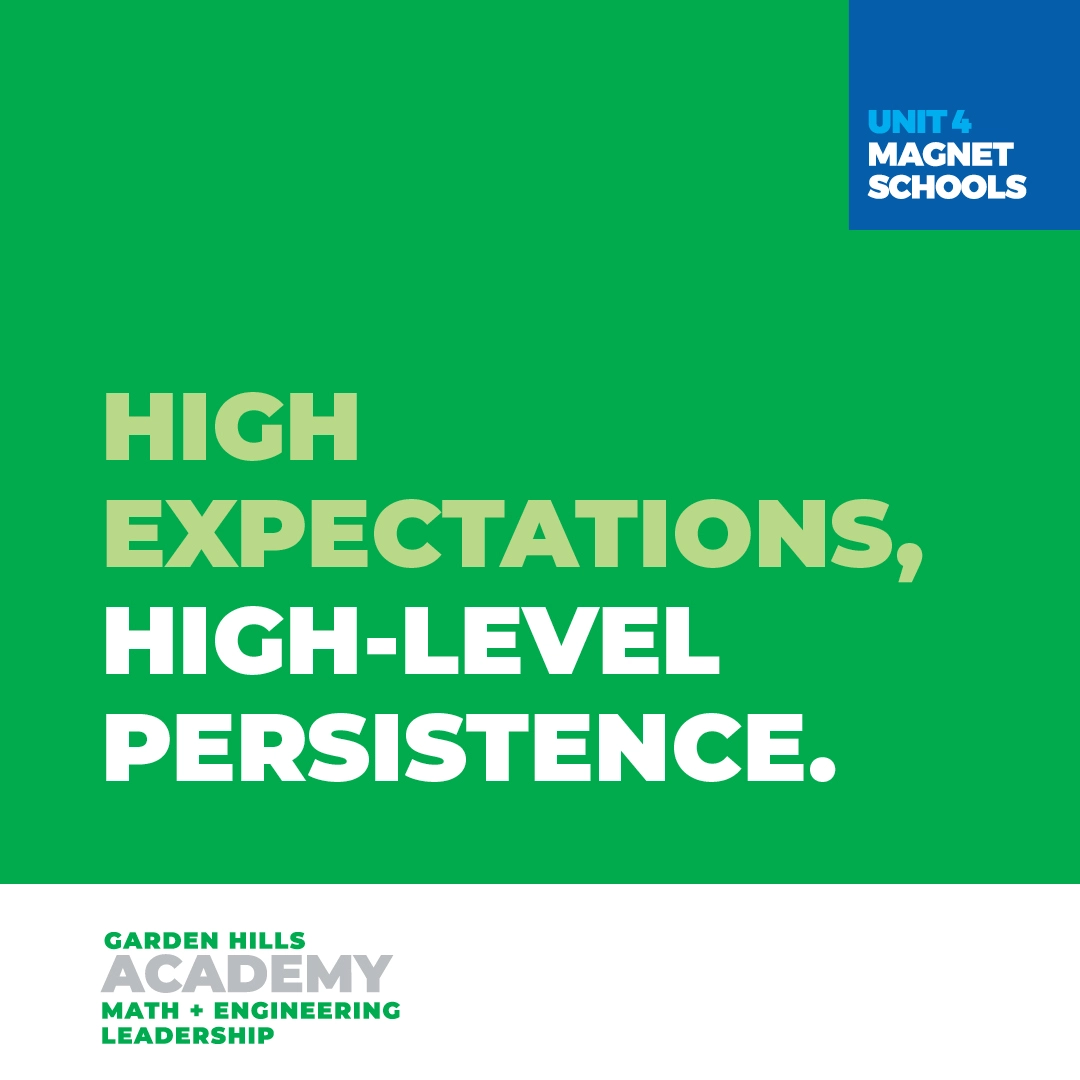 UNIT 4
MAGNET
SCHOOLS
HIGH
EXPECTATIONS,
HIGH-LEVEL
PERSISTENCE.
GARDEN HILLS
ACADEMY
MATH + ENGINEERING
LEADERSHIP